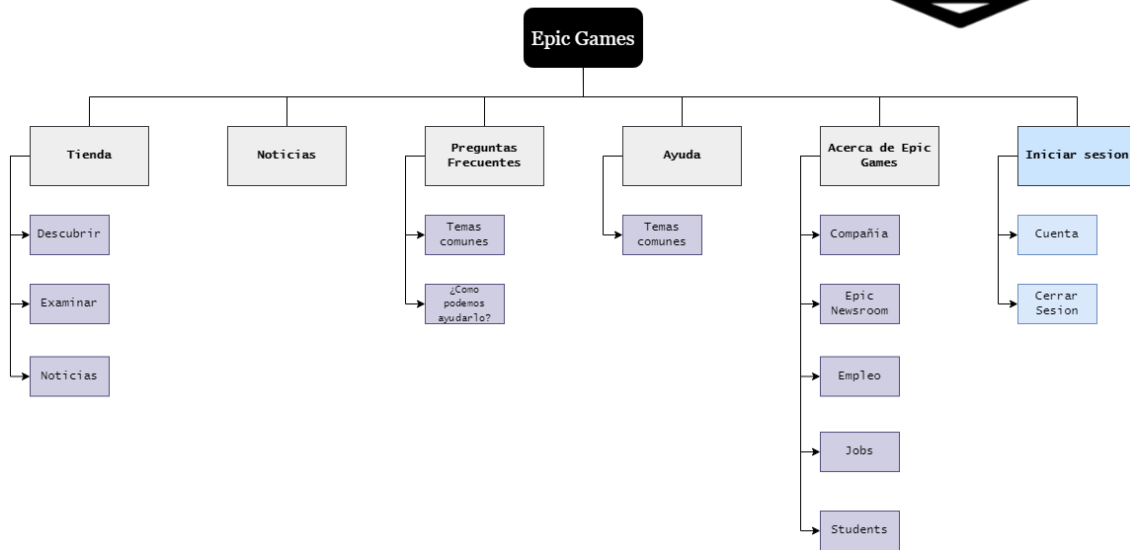 Epic Games
Tienda
Noticias
Preguntas
Frecuentes
Ayuda
Acerca de Epic
Games
Iniciar sesion
Descubrir
Temas
comunes
Temas
comunes
Compañia
Cuenta
Examinar
¿Como
podemos
ayudarlo?
Epic
Newsroom
Cerrar
Sesion
Noticias
Empleo
Jobs
Students